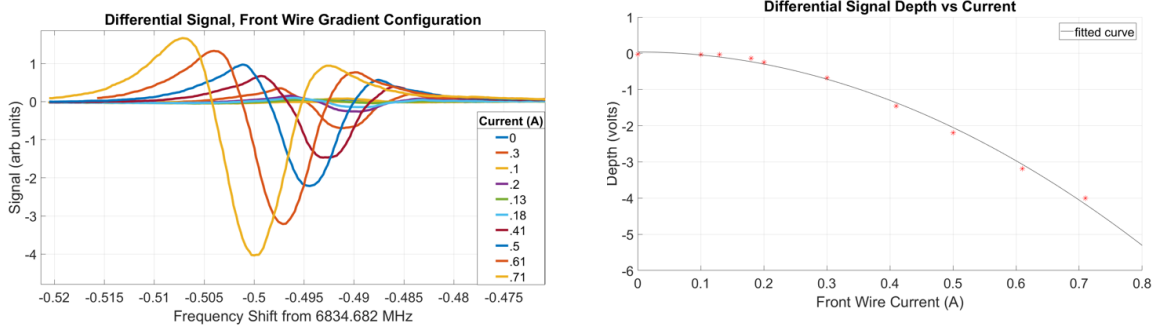 Differential Signal, Front Wire Gradient Configuration
Signal (arb units)
1
0
-1
-2
-3
-4
Current (A)
0
.3
.1
.2
.13
.18
.41
.5
.61
.71
-0.52 -0.515 -0.51 -0.505 -0.5 -0.495 -0.49 -0.485 -0.48 -0.475
Frequency Shift from 6834.682 MHz
Differential Signal Depth vs Current
fitted curve
Depth (volts)
1
0
-1
-2
-3
-4
-5
-6
0 0.1 0.2 0.3 0.4 0.5 0.6 0.7 0.8
Front Wire Current (A)